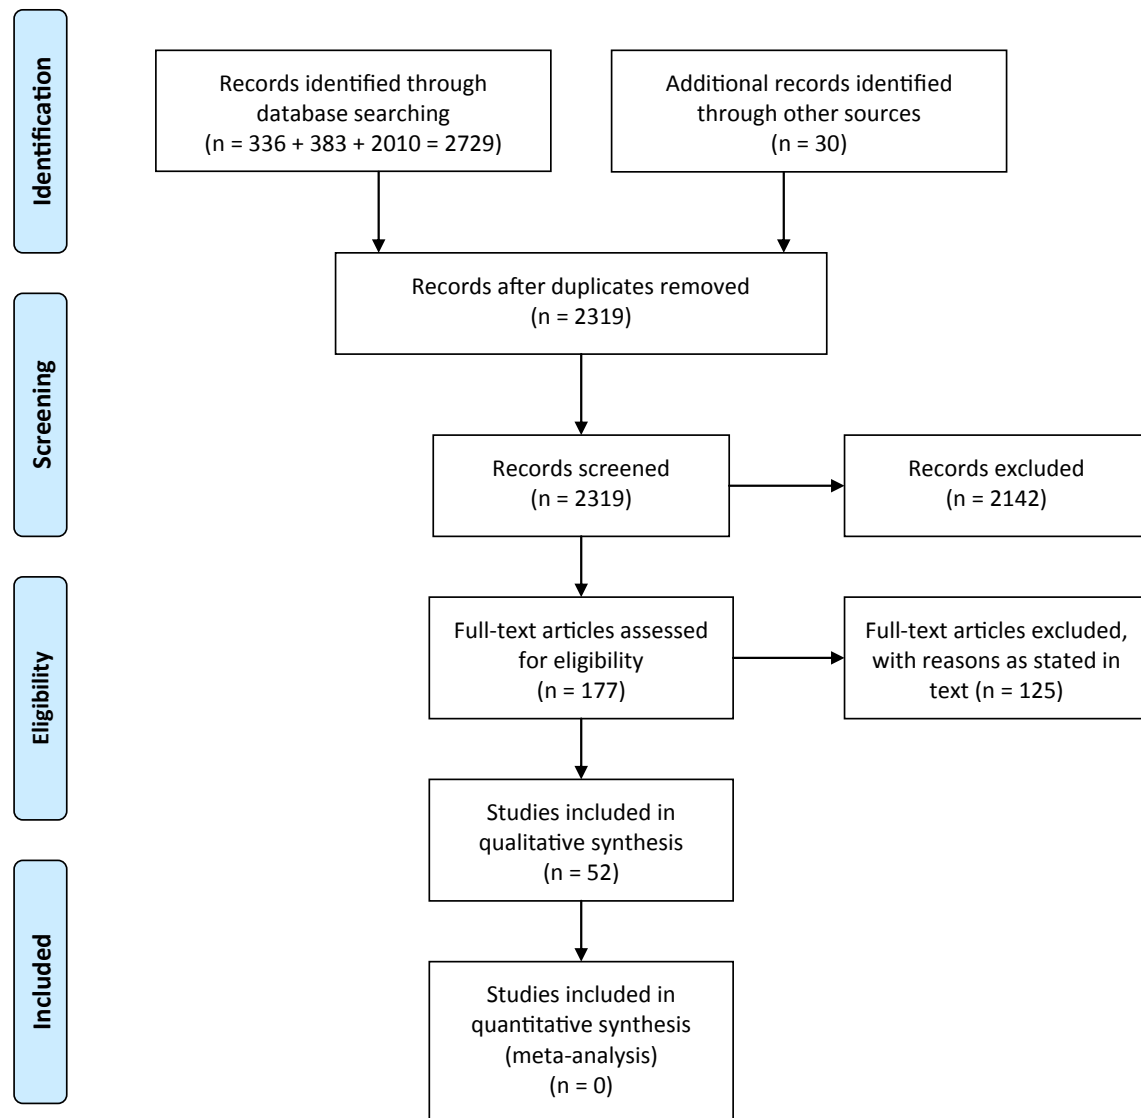 Identification
Records identified through
database searching
(n = 336 + 383 + 2010 = 2729)
Additional records identified
through other sources
(n = 30)
Records after duplicates removed
(n = 2319)
Screening
Records screened
(n = 2319)
Records excluded
(n = 2142)
Eligibility
Full-text articles assessed
for eligibility
(n = 177)
Full-text articles excluded,
with reasons as stated in
text (n = 125)
Studies included in
qualitative synthesis
(n = 52)
Included
Studies included in
quantitative synthesis
(meta-analysis)
(n = 0)